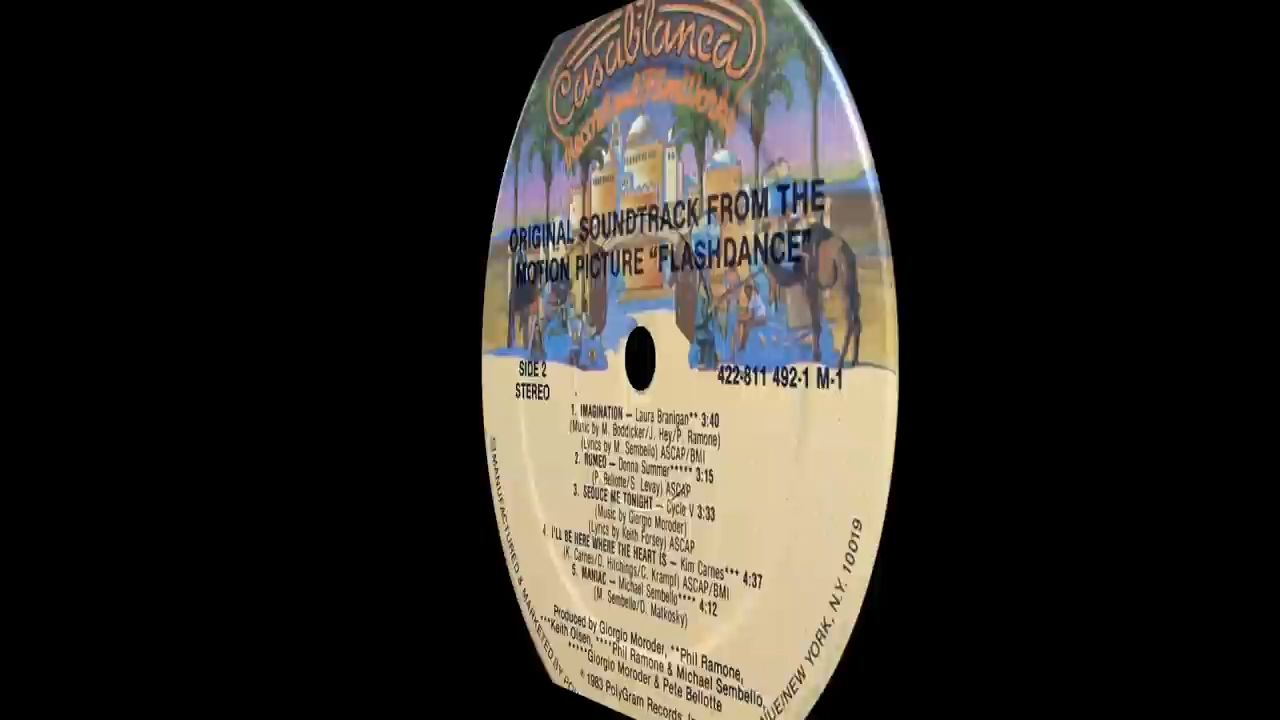 Casablanca
Record and FilmWorks
ORIGINAL SOUNDTRACK FROM THE
MOTION PICTURE “FLASHDANCE”
SIDE 2
STEREO
422-811 492-1 M-1
1. IMAGINATION — Laura Branigan** 3:40
(Music by M. Boddicker/J. Hey/P. Ramone)
(Lyrics by M. Sembello) ASCAP/BMI
2. ROMEO — Donna Summer***** 3:15
(P. Bellotte/S. Levay) ASCAP
3. SEDUCE ME TONIGHT — Cycle V 3:33
(Music by Giorgio Moroder)
(Lyrics by Keith Forsey) ASCAP
4. I'LL BE HERE WHERE THE HEART IS — Kim Carnes*** 4:37
(K. Carnes/D. Hitchings/C. Krampf) ASCAP/BMI
5. MANIAC — Michael Sembello**** 4:12
(M. Sembello/D. Matkosky)
Produced by Giorgio Moroder, **Phil Ramone,
***Keith Olsen, ****Phil Ramone & Michael Sembello,
*****Giorgio Moroder & Pete Bellotte
℗ 1983 PolyGram Records,
MANUFACTURED & MARKETED BY
NEW YORK, N.Y. 10019